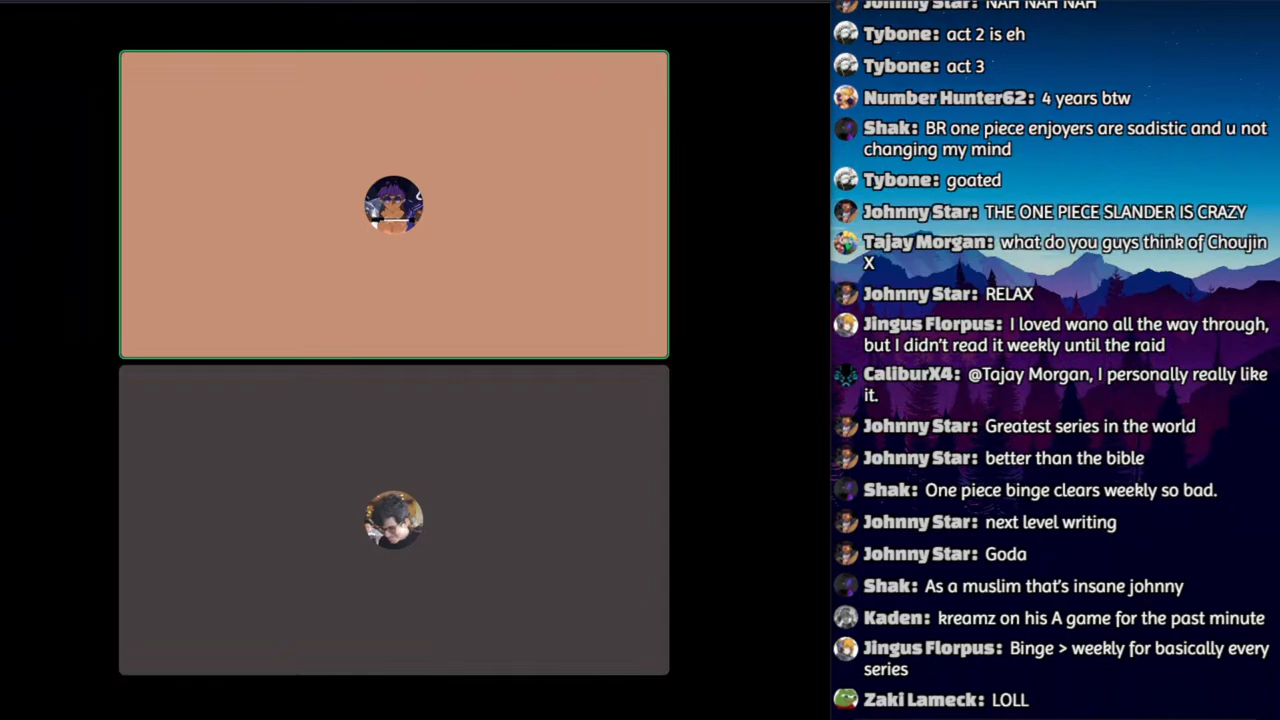 Johnny Star: NAH NAH NAH
Tybone: act 2 is eh
Tybone: act 3
Number Hunter62: 4 years btw
Shak: BR one piece enjoyers are sadistic and u not
changing my mind
Tybone: goated
Johnny Star: THE ONE PIECE SLANDER IS CRAZY
Tajay Morgan: what do you guys think of Choujin
X
Johnny Star: RELAX
Jingus Florpus: I loved wano all the way through,
but I didn't read it weekly until the raid
CaliburX4: @Tajay Morgan, I personally really like
it.
Johnny Star: Greatest series in the world
Johnny Star: better than the bible
Shak: One piece binge clears weekly so bad.
Johnny Star: next level writing
Johnny Star: Goda
Shak: As a muslim that's insane johnny
Kaden: kreamz on his A game for the past minute
Jingus Florpus: Binge > weekly for basically every
series
Zaki Lameck: LOLL